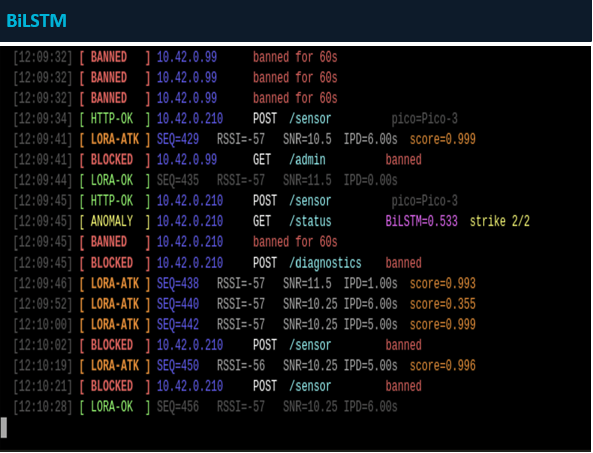 BiLSTM
[12:09:32] [ BANNED ] 10.42.0.99 banned for 60s
[12:09:32] [ BANNED ] 10.42.0.99 banned for 60s
[12:09:32] [ BANNED ] 10.42.0.99 banned for 60s
[12:09:34] [ HTTP-OK ] 10.42.0.210 POST /sensor pico=Pico-3
[12:09:41] [ LORA-ATK ] SEQ=429 RSSI=-57 SNR=10.5 IPD=6.00s score=0.999
[12:09:41] [ BLOCKED ] 10.42.0.99 GET /admin banned
[12:09:44] [ LORA-OK ] SEQ=435 RSSI=-57 SNR=11.5 IPD=0.00s
[12:09:45] [ HTTP-OK ] 10.42.0.210 POST /sensor pico=Pico-3
[12:09:45] [ ANOMALY ] 10.42.0.210 GET /status BiLSTM=0.533 strike 2/2
[12:09:45] [ BANNED ] 10.42.0.210 banned for 60s
[12:09:45] [ BLOCKED ] 10.42.0.210 POST /diagnostics banned
[12:09:46] [ LORA-ATK ] SEQ=438 RSSI=-57 SNR=11.5 IPD=1.00s score=0.993
[12:09:52] [ LORA-ATK ] SEQ=440 RSSI=-57 SNR=10.25 IPD=6.00s score=0.355
[12:10:00] [ LORA-ATK ] SEQ=442 RSSI=-57 SNR=10.25 IPD=5.00s score=0.999
[12:10:02] [ BLOCKED ] 10.42.0.210 POST /sensor banned
[12:10:19] [ LORA-ATK ] SEQ=450 RSSI=-56 SNR=10.25 IPD=5.00s score=0.996
[12:10:21] [ BLOCKED ] 10.42.0.210 POST /sensor banned
[12:10:28] [ LORA-OK ] SEQ=456 RSSI=-57 SNR=10.25 IPD=6.00s